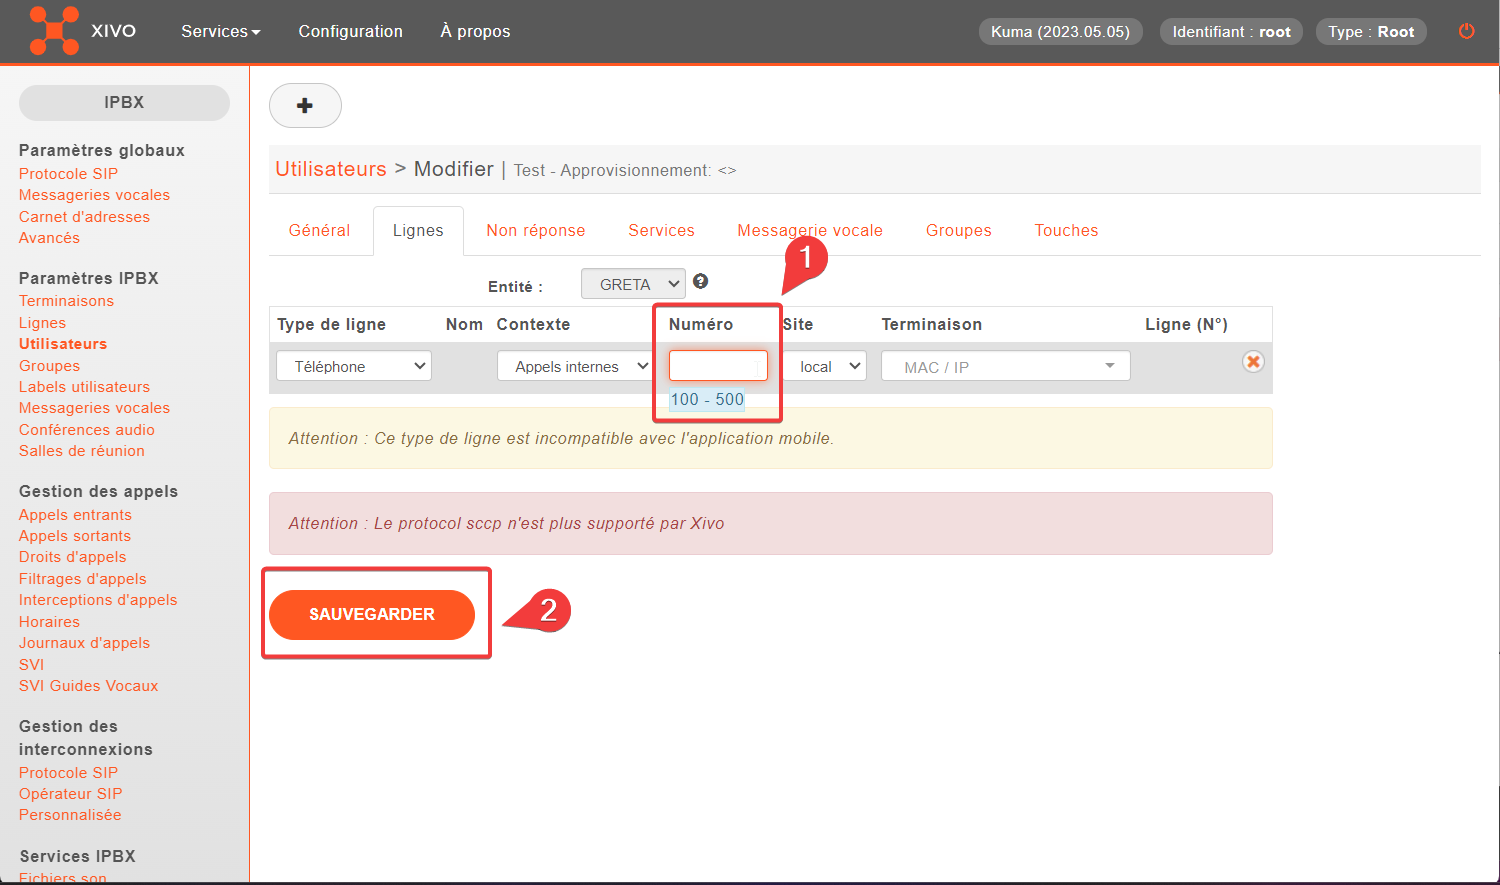 XIVO Services Configuration À propos Kuma (2023.05.05) Identifiant : root Type : Root
IPBX
Paramètres globaux
Protocole SIP
Messageries vocales
Carnet d'adresses
Avancés
Paramètres IPBX
Terminaisons
Lignes
Utilisateurs
Groupes
Labels utilisateurs
Messageries vocales
Conférences audio
Salles de réunion
Gestion des appels
Appels entrants
Appels sortants
Droits d'appels
Filtrages d'appels
Interceptions d'appels
Horaires
Journaux d'appels
SVI
SVI Guides Vocaux
Gestion des
interconnexions
Protocole SIP
Opérateur SIP
Personnalisée
Services IPBX
Fichiers son
+
Utilisateurs > Modifier | Test - Approvisionnement: <>
Général Lignes Non réponse Services Messagerie vocale Groupes Touches
1
Entité : GRETA ?
Type de ligne Nom Contexte Numéro Site Terminaison Ligne (N°)
Téléphone Appels internes local MAC / IP
100 - 500
Attention : Ce type de ligne est incompatible avec l'application mobile.
Attention : Le protocol sccp n'est plus supporté par Xivo
SAUVEGARDER
2